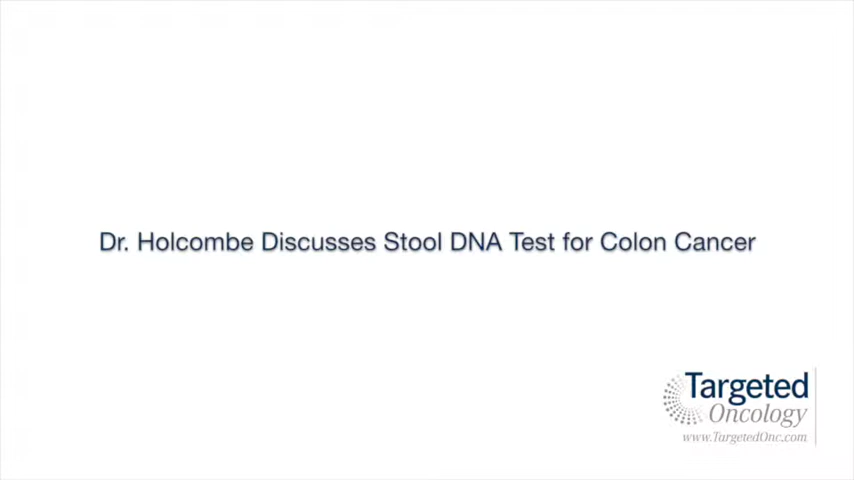 Dr. Holcombe Discusses Stool DNA Test for Colon Cancer
Targeted
Oncology
www.TargetedOnc.com